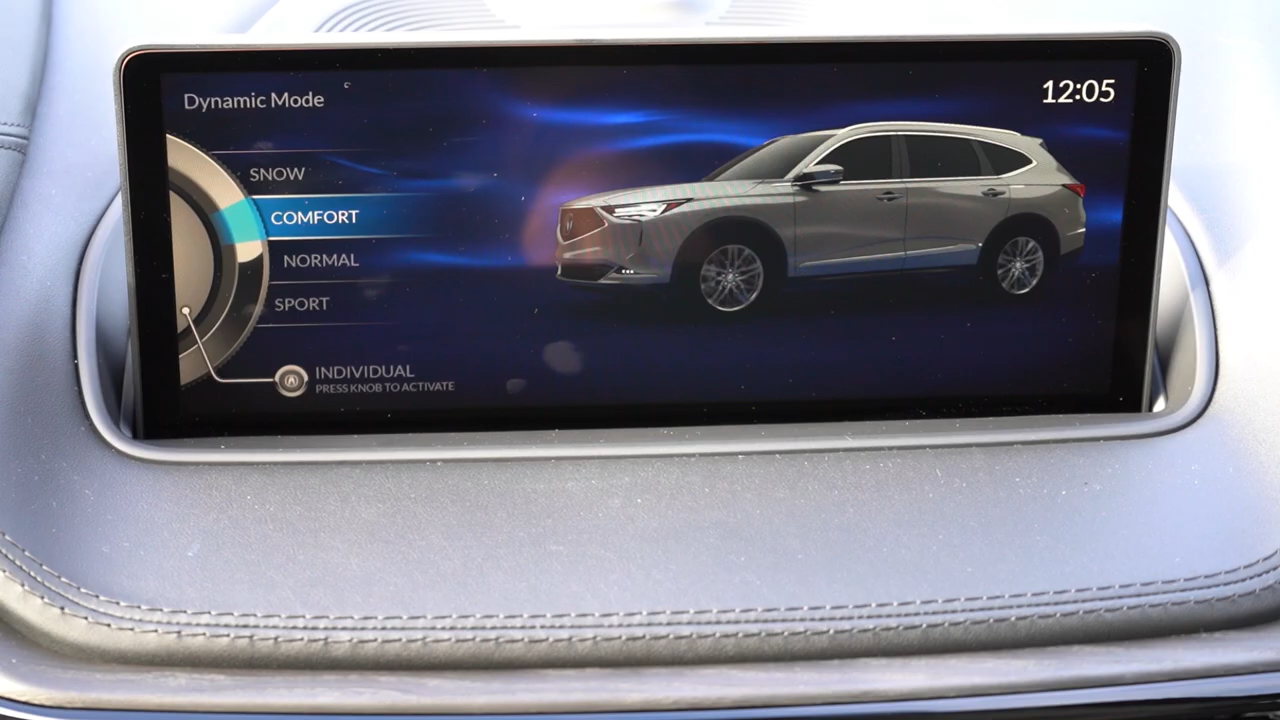 Dynamic Mode
12:05
SNOW
COMFORT
NORMAL
SPORT
INDIVIDUAL
PRESS KNOB TO ACTIVATE